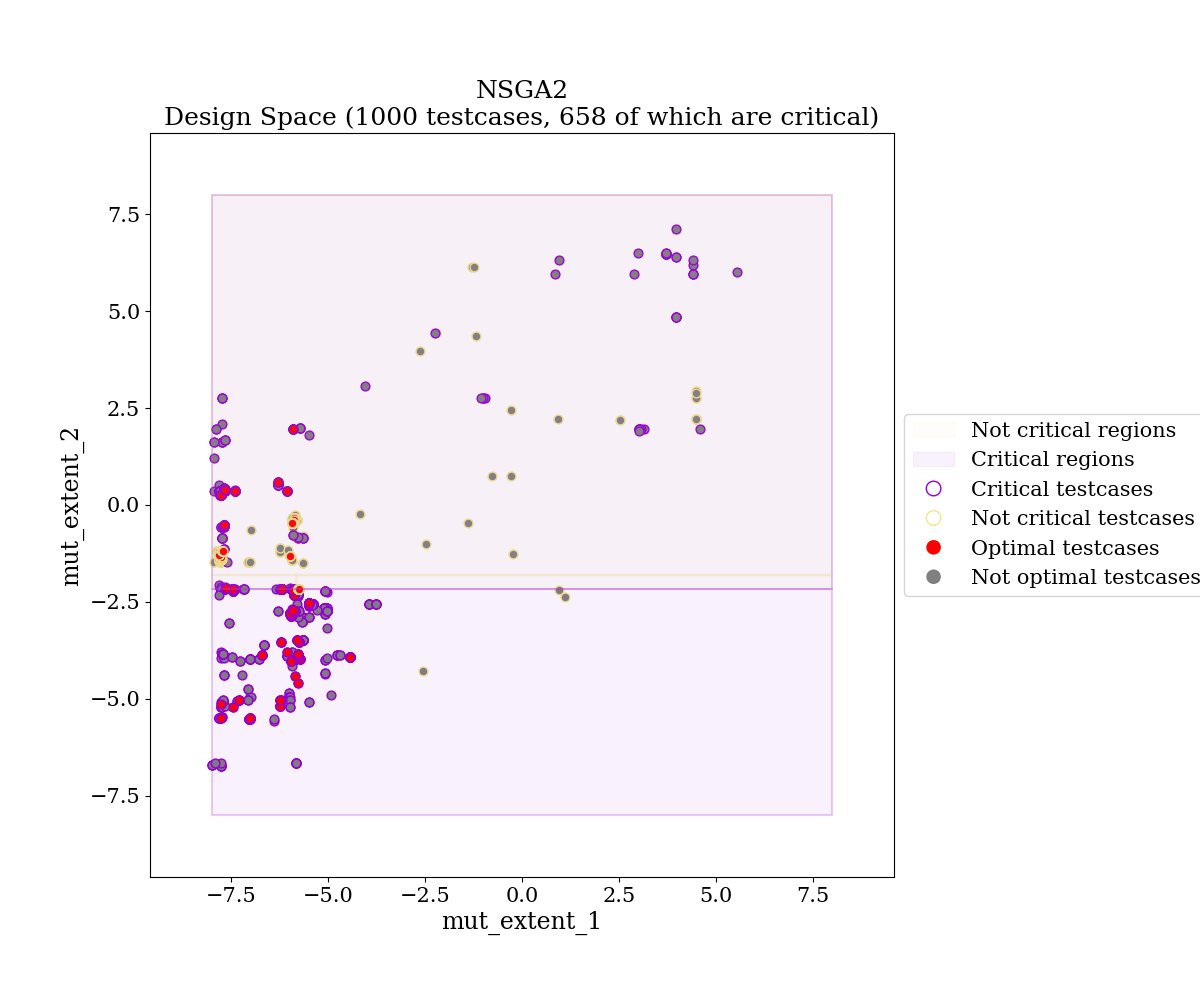 NSGA2
Design Space (1000 testcases, 658 of which are critical)
mut_extent_2
7.5
5.0
2.5
0.0
−2.5
−5.0
−7.5
−7.5 −5.0 −2.5 0.0 2.5 5.0 7.5
mut_extent_1
Not critical regions
Critical regions
Critical testcases
Not critical testcases
Optimal testcases
Not optimal testcases